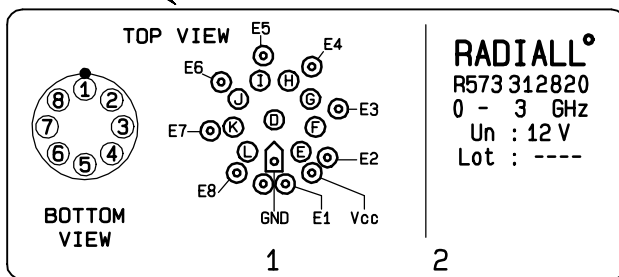 TOP VIEW
E5
E4
E6
E3
E7
E2
E8
GND
E1
Vcc
I
H
J
G
K
D
F
L
E
1
8
2
7
3
6
4
5
BOTTOM
VIEW
RADIALL°
R573 312820
0 - 3 GHz
Un : 12 V
Lot : ----
1
2